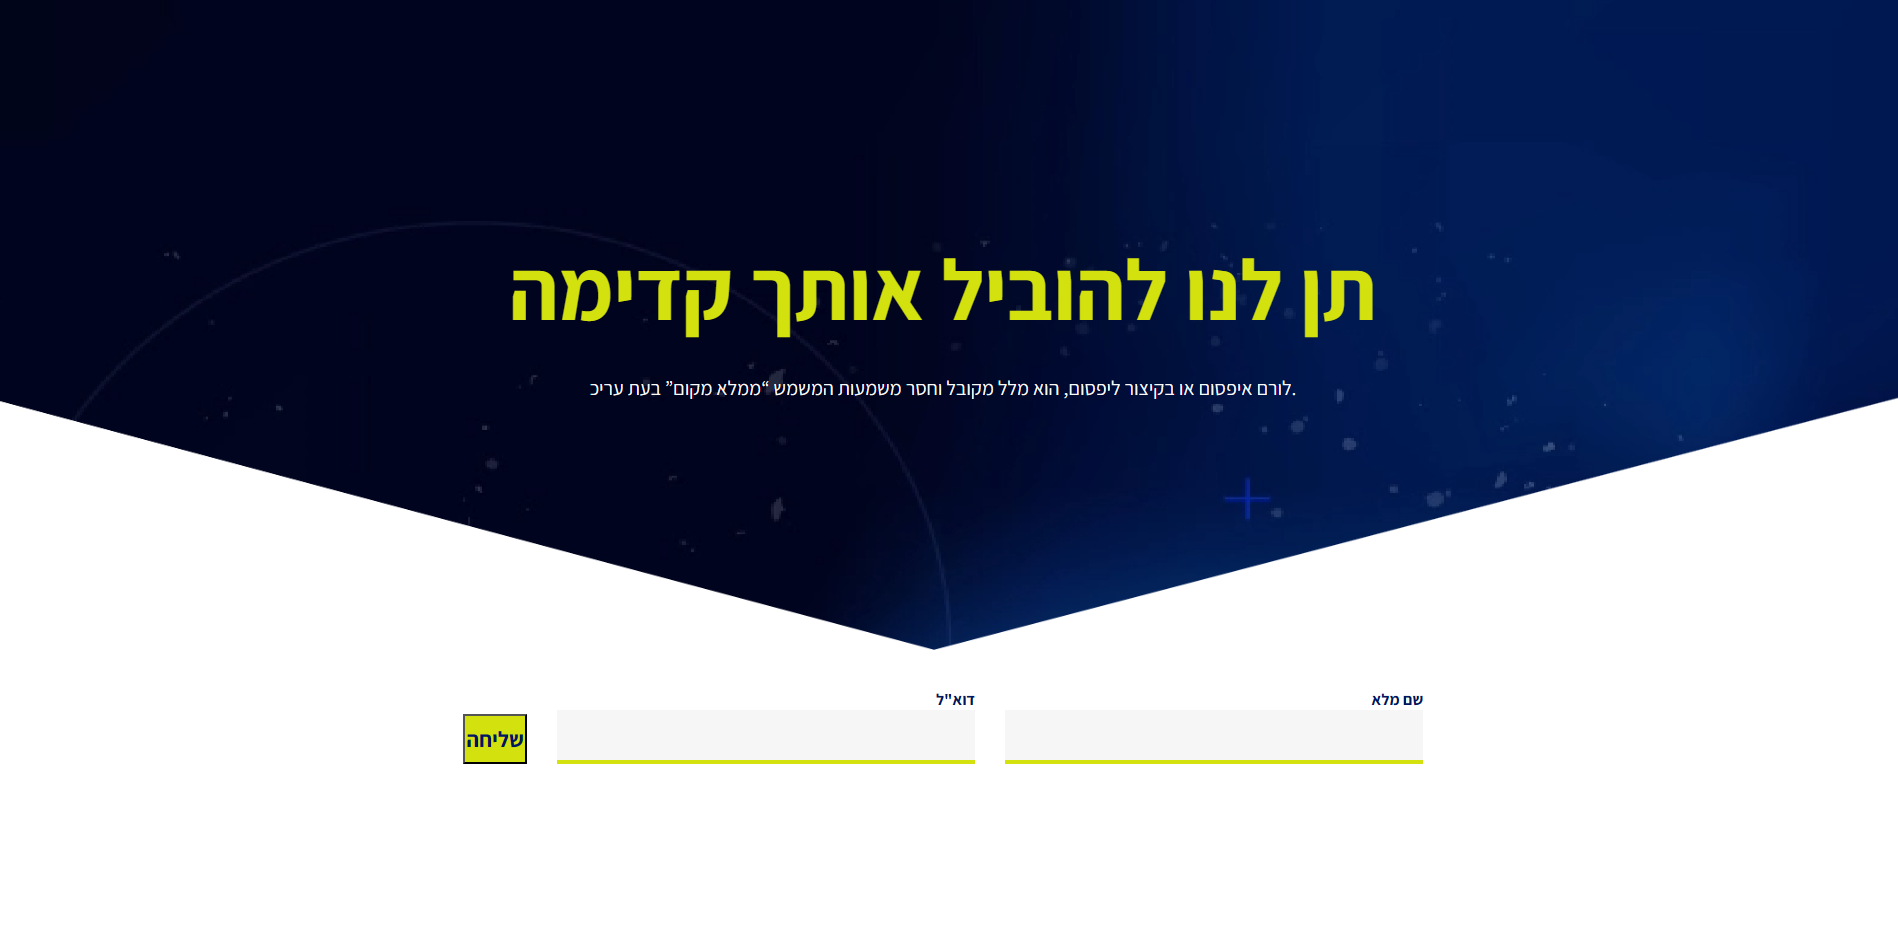 תן לנו להוביל אותך קדימה
לורם איפסום או בקיצור ליפסום, הוא מלל מקובל וחסר משמעות המשמש “ממלא מקום” בעת עריכ.
שם מלא
דוא"ל
שליחה